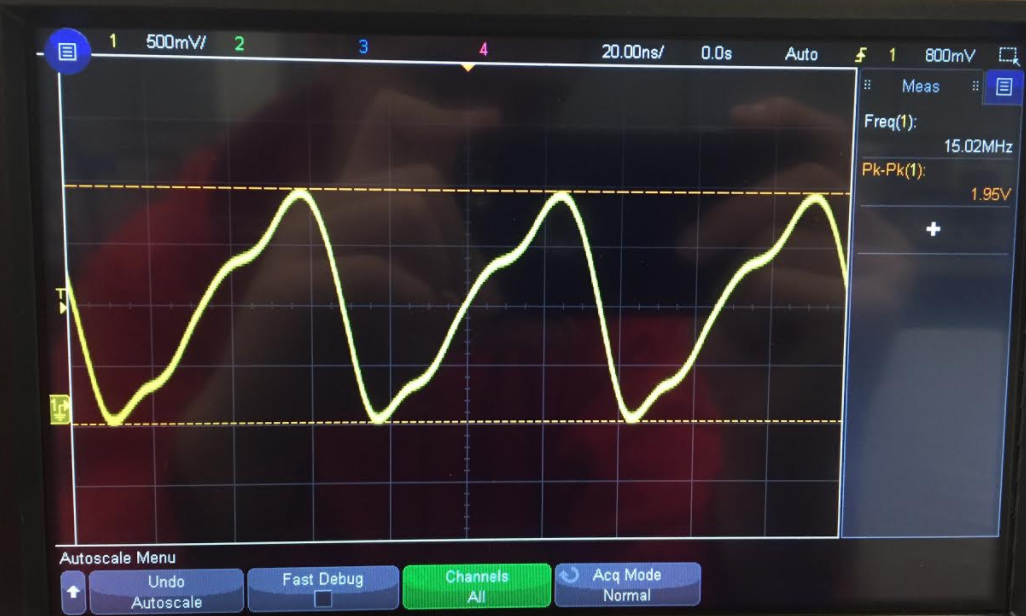 1 500mV/ 2 3 4 20.00ns/ 0.0s Auto 1 800mV
Meas
Freq(1):
15.02MHz
Pk-Pk(1):
1.95V
+
T
1
Autoscale Menu
Undo
Autoscale
Fast Debug
Channels
All
Acq Mode
Normal